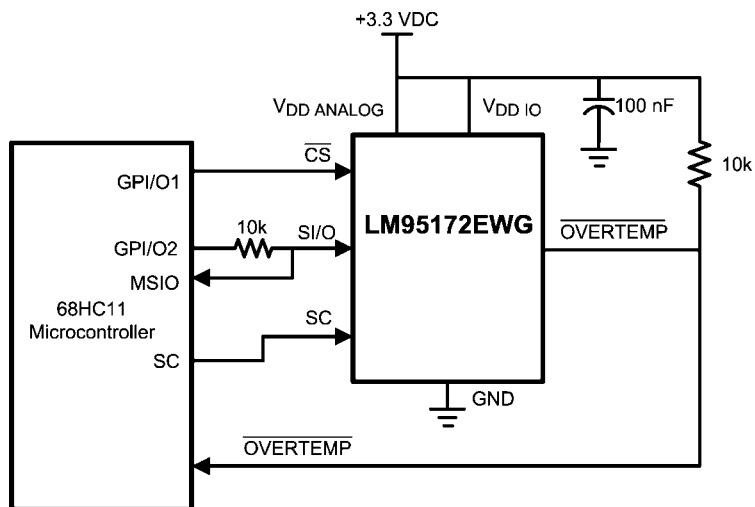 +3.3 VDC
VDD ANALOG
VDD IO
100 nF
CS
GPI/O1
10k
LM95172EWG
10k
SI/O
GPI/O2
OVERTEMP
MSIO
68HC11
Microcontroller
SC
SC
GND
OVERTEMP